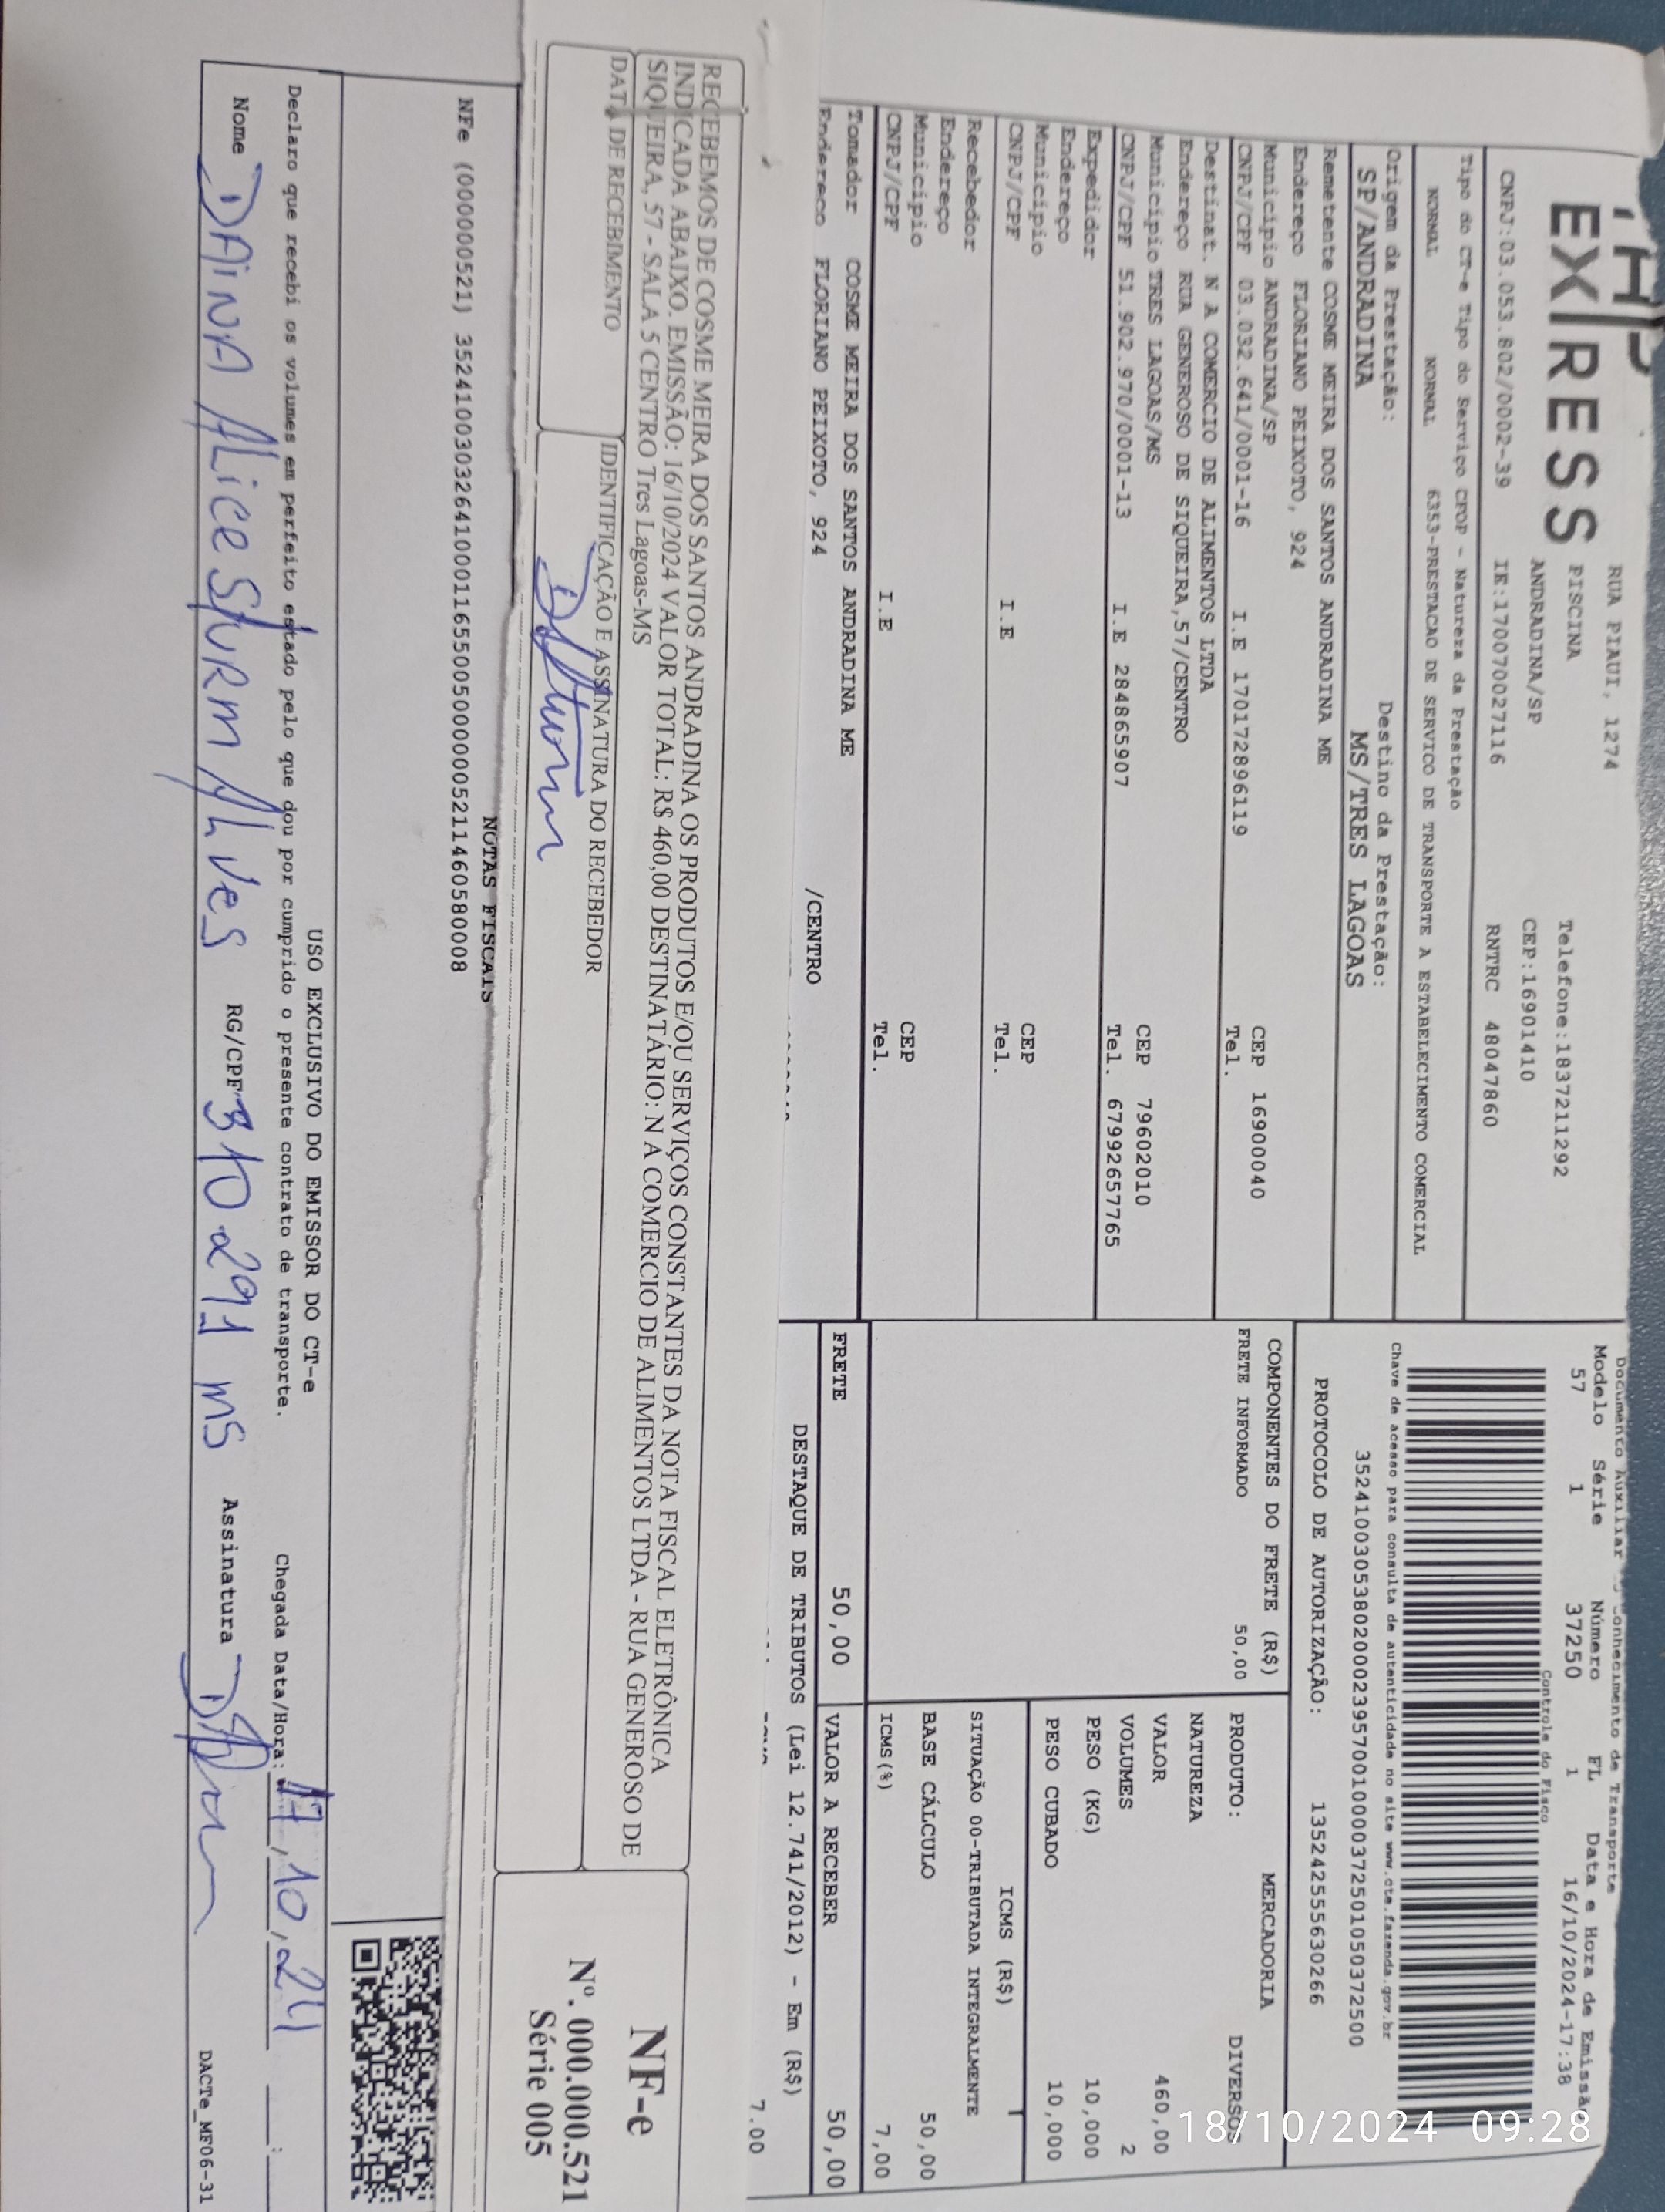 EXPRESS
RUA PIAUI, 1274
PISCINA Telefone:1837211292
ANDRADINA/SP CEP:16901410
CNPJ:03.053.802/0002-39 IE:170070027116 RNTRC 48047860
Tipo do CT-e Tipo do Serviço CFOP - Natureza da Prestação
NORMAL NORMAL 6353-PRESTACAO DE SERVICO DE TRANSPORTE A ESTABELECIMENTO COMERCIAL
Origem da Prestação: Destino da Prestação:
SP/ANDRADINA MS/TRES LAGOAS
Remetente COSME MEIRA DOS SANTOS ANDRADINA ME
Endereço FLORIANO PEIXOTO, 924
Municipio ANDRADINA/SP CEP 16900040
CNPJ/CPF 03.032.641/0001-16 I.E 170172896119 Tel.
Destinat. N A COMERCIO DE ALIMENTOS LTDA
Endereço RUA GENEROSO DE SIQUEIRA,57/CENTRO
Municipio TRES LAGOAS/MS CEP 79602010
CNPJ/CPF 51.902.970/0001-13 I.E 284865907 Tel. 67992657765
Expedidor
Endereço
Municipio CEP
CNPJ/CPF I.E Tel.
Recebedor
Endereço
Municipio CEP
CNPJ/CPF I.E Tel.
Tomador COSME MEIRA DOS SANTOS ANDRADINA ME
Endereco FLORIANO PEIXOTO, 924 /CENTRO
Documento Auxiliar Conhecimento de Transporte
Modelo Série Número FL Data e Hora de Emissão
57 1 37250 1 16/10/2024-17:38
Controle do Fisco
Chave de acesso para consulta de autenticidade no site www.cte.fazenda.gov.br
35241003053802000239570010000372501050372500
PROTOCOLO DE AUTORIZAÇÃO: 135242555630266
COMPONENTES DO FRETE (R$)
FRETE INFORMADO 50,00
MERCADORIA
PRODUTO: DIVERSOS
NATUREZA
VALOR 460,00
VOLUMES 2
PESO (KG) 10,000
PESO CUBADO 10,000
ICMS (R$)
SITUAÇÃO 00-TRIBUTADA INTEGRALMENTE
BASE CÁLCULO 50,00
ICMS(%) 7,00
FRETE 50,00 VALOR A RECEBER 50,00
DESTAQUE DE TRIBUTOS (Lei 12.741/2012) - Em (R$)
7.00
RECEBEMOS DE COSME MEIRA DOS SANTOS ANDRADINA OS PRODUTOS E/OU SERVIÇOS CONSTANTES DA NOTA FISCAL ELETRÔNICA
INDICADA ABAIXO. EMISSÃO: 16/10/2024 VALOR TOTAL: R$ 460,00 DESTINATÁRIO: N A COMERCIO DE ALIMENTOS LTDA - RUA GENEROSO DE
SIQUEIRA, 57 - SALA 5 CENTRO Tres Lagoas-MS
DATA DE RECEBIMENTO IDENTIFICAÇÃO E ASSINATURA DO RECEBEDOR
DSturm
NF-e
Nº. 000.000.521
Série 005
NOTAS FISCAIS
NFe (000000521) 35241003032641000116550050000005211460580008
USO EXCLUSIVO DO EMISSOR DO CT-e
Declaro que recebi os volumes em perfeito estado pelo que dou por cumprido o presente contrato de transporte. Chegada Data/Hora: 17,10,24 :
Nome DAiNA Alice Sturm Alves RG/CPF 310291 MS Assinatura
DACTe_MF06-31
18/10/2024 09:28